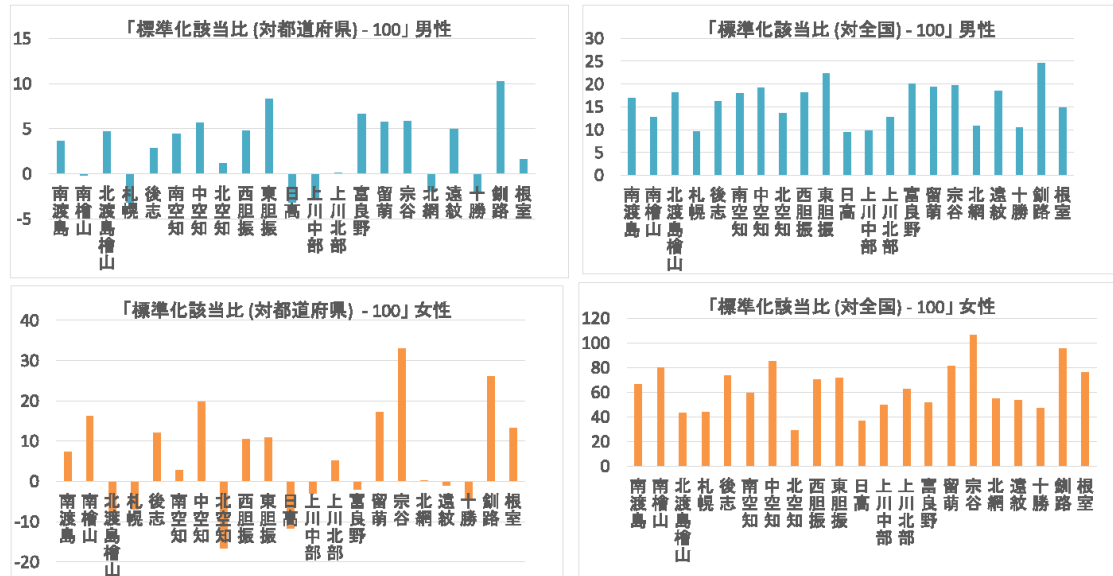 「標準化該当比 (対都道府県) - 100」 男性
15
10
5
0
-5
南渡島
南檜山
北渡島檜山
札幌
後志
南空知
中空知
北空知
西胆振
東胆振
日高
上川中部
上川北部
富良野
留萌
宗谷
北網
遠紋
十勝
釧路
根室
「標準化該当比 (対全国) - 100」 男性
30
25
20
15
10
5
0
南渡島
南檜山
北渡島檜山
札幌
後志
南空知
中空知
北空知
西胆振
東胆振
日高
上川中部
上川北部
富良野
留萌
宗谷
北網
遠紋
十勝
釧路
根室
「標準化該当比 (対都道府県) - 100」 女性
40
30
20
10
0
-10
-20
南渡島
南檜山
北渡島檜山
札幌
後志
南空知
中空知
北空知
西胆振
東胆振
日高
上川中部
上川北部
富良野
留萌
宗谷
北網
遠紋
十勝
釧路
根室
「標準化該当比 (対全国) - 100」 女性
120
100
80
60
40
20
0
南渡島
南檜山
北渡島檜山
札幌
後志
南空知
中空知
北空知
西胆振
東胆振
日高
上川中部
上川北部
富良野
留萌
宗谷
北網
遠紋
十勝
釧路
根室